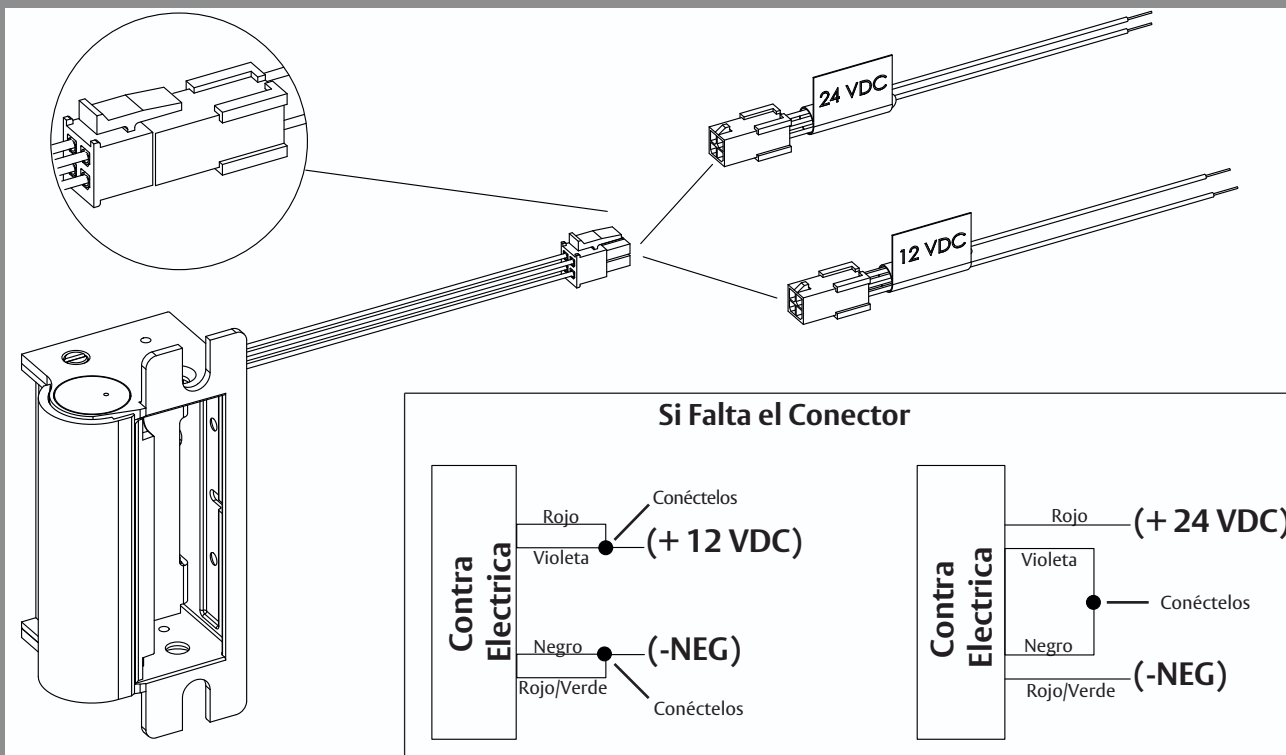 24 VDC
12 VDC
Si Falta el Conector
Contra
Electrica
Rojo
Violeta
Conéctelos
(+ 12 VDC)
Negro
Rojo/Verde
(-NEG)
Conéctelos
Contra
Electrica
Rojo
(+ 24 VDC)
Violeta
Conéctelos
Negro
Rojo/Verde
(-NEG)